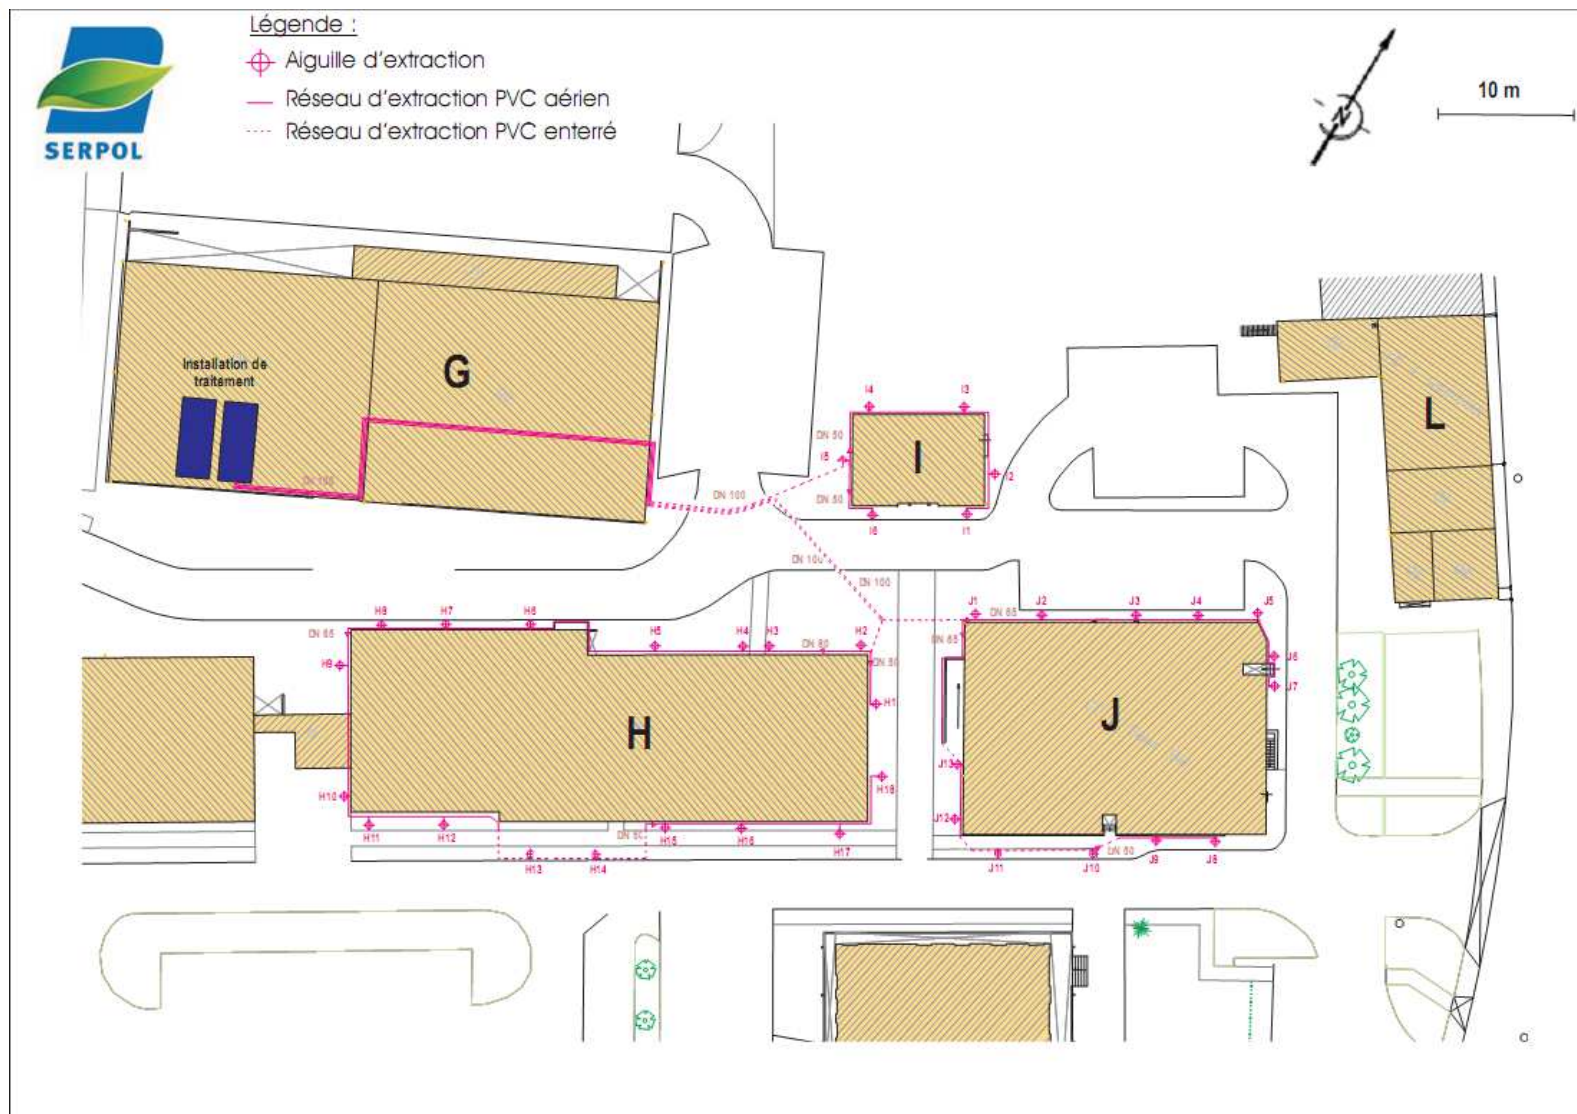 Légende :
Aiguille d'extraction
Réseau d'extraction PVC aérien
Réseau d'extraction PVC enterré
SERPOL
N
10 m
Installation de
traitement
G
DN 100
DN 100
I4
I3
DN 50
I5
I
I2
DN 50
I6
I1
L
DN 100
DN 100
H8
H7
H6
DN 65
H5
H4
H3
H2
DN 80
DN 50
H9
H1
H
H18
H10
H11
H12
DN 50
H15
H16
H17
H13
H14
J1
DN 65
J2
J3
J4
J5
DN 65
J6
J7
J
J13
J12
J11
J10
DN 50
J9
J8